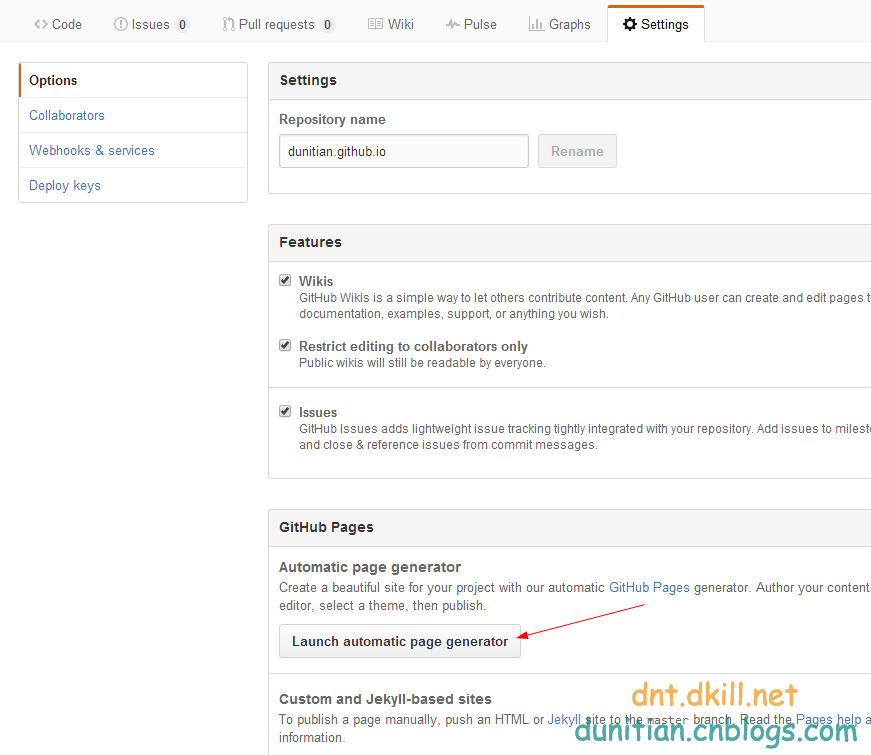 Code Issues 0 Pull requests 0 Wiki Pulse Graphs Settings
Options
Collaborators
Webhooks & services
Deploy keys
Settings
Repository name
dunitian.github.io Rename
Features
Wikis
GitHub Wikis is a simple way to let others contribute content. Any GitHub user can create and edit pages t
documentation, examples, support, or anything you wish.
Restrict editing to collaborators only
Public wikis will still be readable by everyone.
Issues
GitHub Issues adds lightweight issue tracking tightly integrated with your repository. Add issues to milest
and close & reference issues from commit messages.
GitHub Pages
Automatic page generator
Create a beautiful site for your project with our automatic GitHub Pages generator. Author your content
editor, select a theme, then publish.
Launch automatic page generator
Custom and Jekyll-based sites
To publish a page manually, push an HTML or Jekyll site to the master branch. Read the Pages help a
information.
dnt.dkill.net
dunitian.cnblogs.com